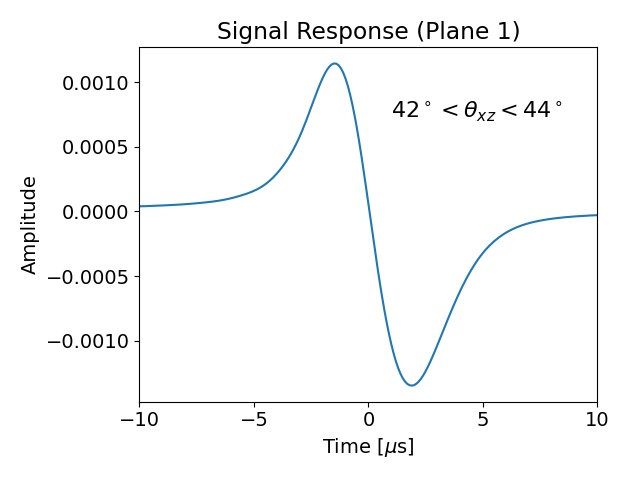 Signal Response (Plane 1)
42° < θxz < 44°
0.0010
0.0005
0.0000
−0.0005
−0.0010
Amplitude
−10
−5
0
5
10
Time [μs]